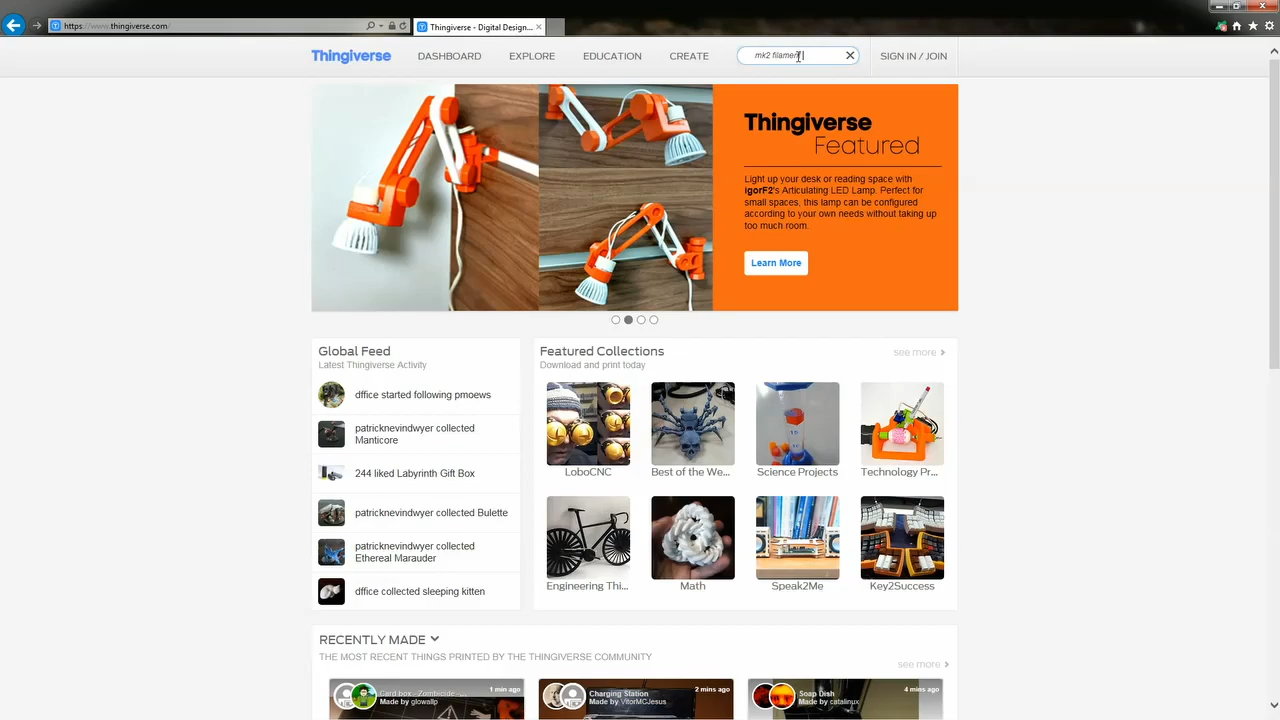 https://www.thingiverse.com/
Thingiverse - Digital Design...
Thingiverse
DASHBOARD
EXPLORE
EDUCATION
CREATE
mk2 filament
SIGN IN / JOIN
Thingiverse
Featured
Light up your desk or reading space with
igorF2's Articulating LED Lamp. Perfect for
small spaces, this lamp can be configured
according to your own needs without taking up
too much room.
Learn More
Global Feed
Latest Thingiverse Activity
dffice started following pmoews
patricknevindwyer collected
Manticore
244 liked Labyrinth Gift Box
patricknevindwyer collected Bulette
patricknevindwyer collected
Ethereal Marauder
dffice collected sleeping kitten
Featured Collections
see more
Download and print today
LoboCNC
Best of the We...
Science Projects
Technology Pr...
Engineering Thi...
Math
Speak2Me
Key2Success
RECENTLY MADE
THE MOST RECENT THINGS PRINTED BY THE THINGIVERSE COMMUNITY
see more
Card box - Zombicide - ...
1 min ago
Made by glowallp
Charging Station
2 mins ago
Made by VitorMCJesus
Soap Dish
4 mins ago
Made by catalinux